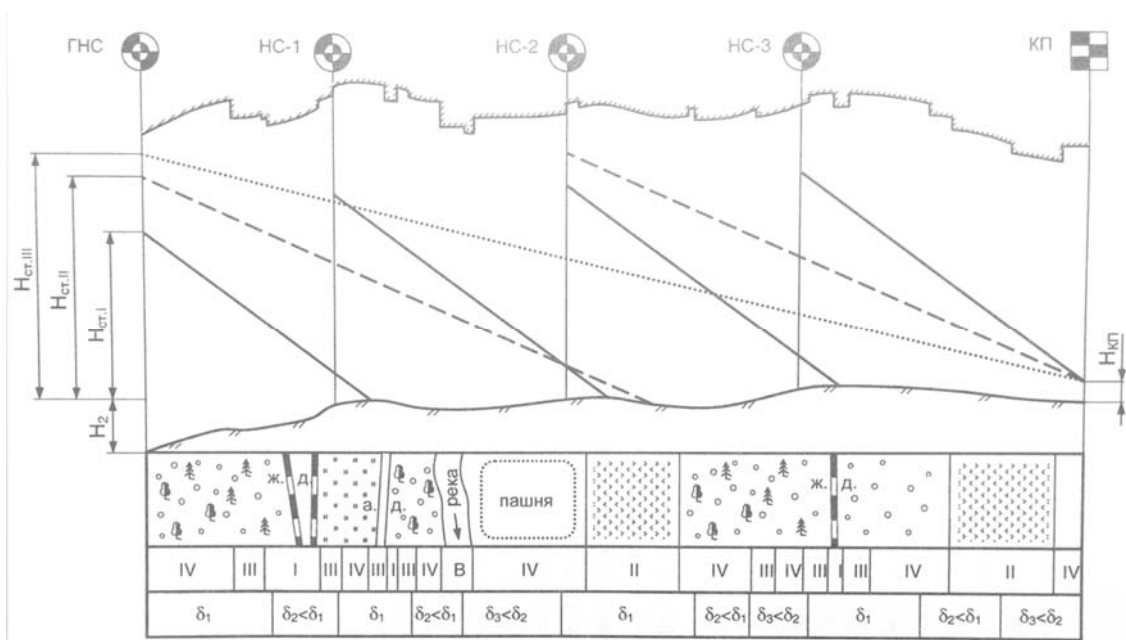 ГНС НС-1 НС-2 НС-3 КП
Hст.III
Hст.II
Hст.I
H2
HКП
ж. д. а. д. река пашня ж. д.
IV III I III IV III I III IV В IV II IV III IV III I III IV II IV
δ1 δ2<δ1 δ1 δ2<δ1 δ3<δ2 δ1 δ2<δ1 δ3<δ2 δ1 δ2<δ1 δ3<δ2